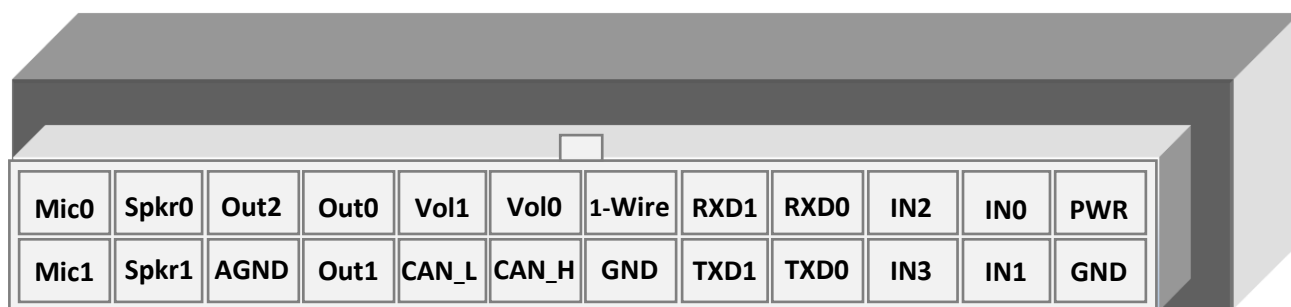 Mic0 Spkr0 Out2 Out0 Vol1 Vol0 1-Wire RXD1 RXD0 IN2 IN0 PWR
Mic1 Spkr1 AGND Out1 CAN_L CAN_H GND TXD1 TXD0 IN3 IN1 GND